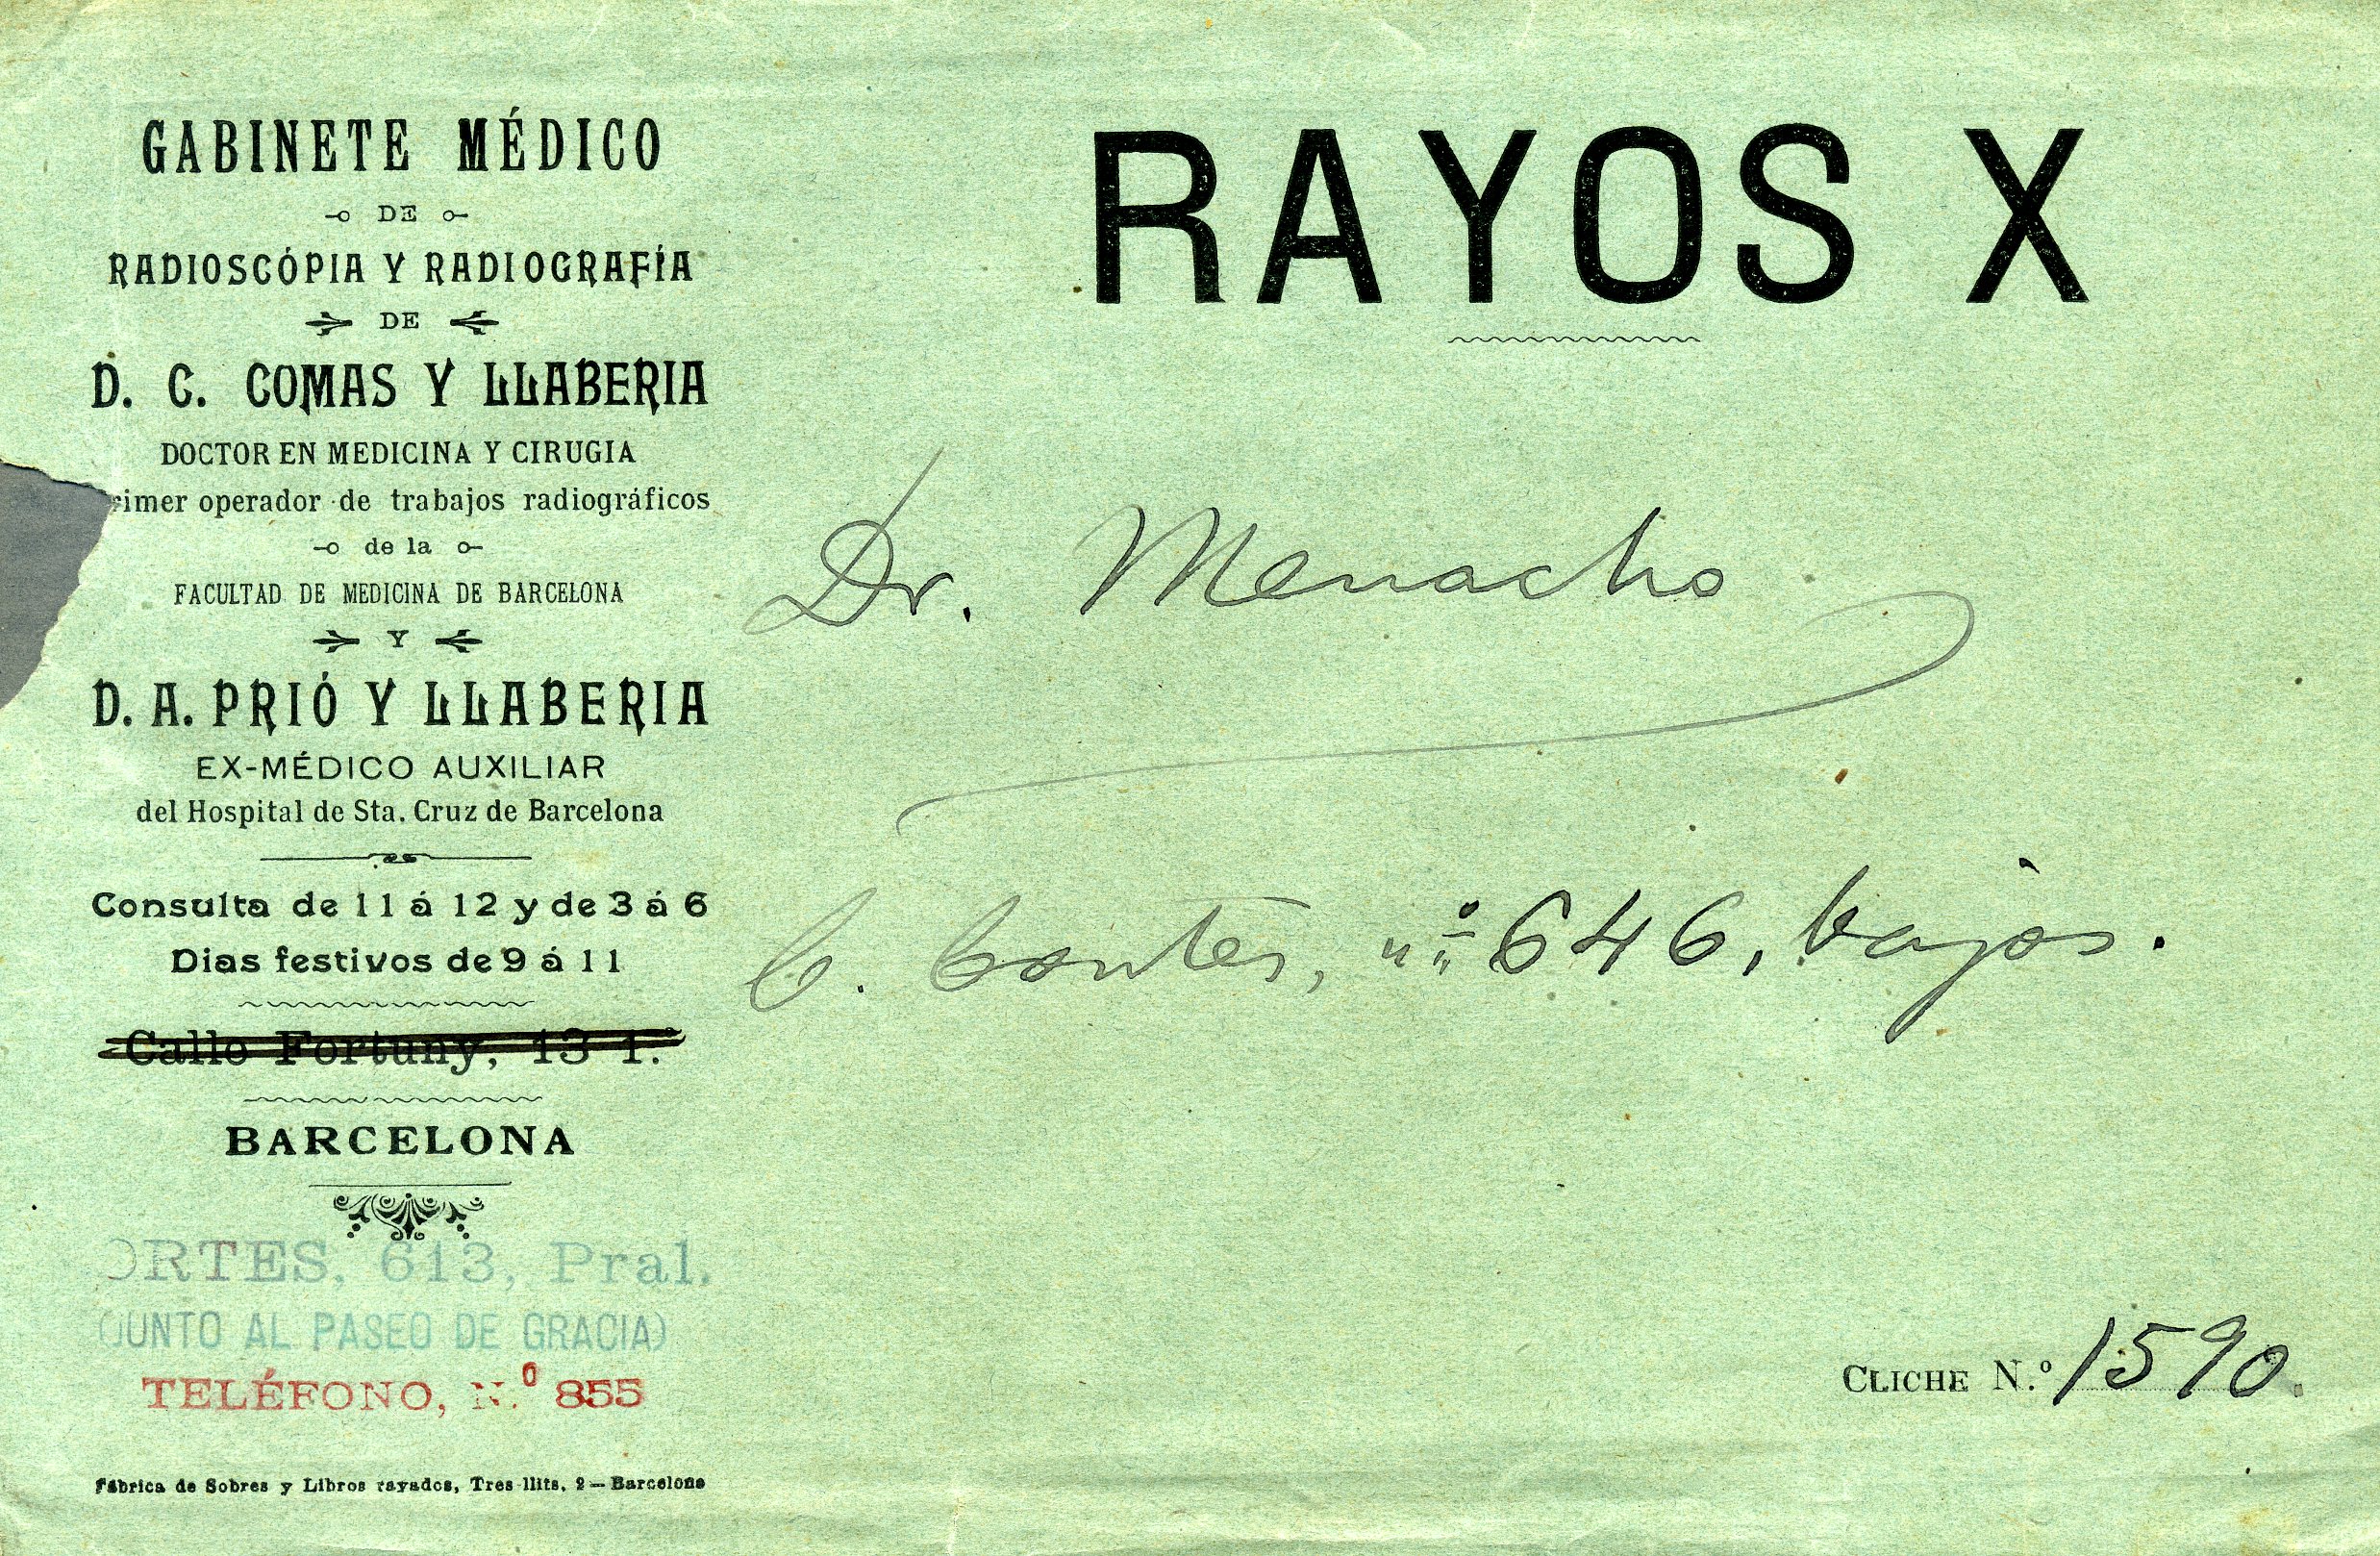 GABINETE MÉDICO
DE
RADIOSCÓPIA Y RADIOGRAFÍA
DE
D. C. COMAS Y LLABERIA
DOCTOR EN MEDICINA Y CIRUGIA
rimer operador de trabajos radiográficos
de la
FACULTAD DE MEDICINA DE BARCELONA
Y
D. A. PRIÓ Y LLABERIA
EX-MÉDICO AUXILIAR
del Hospital de Sta. Cruz de Barcelona
Consulta de 11 á 12 y de 3 á 6
Dias festivos de 9 á 11
Calle Fortuny, 13 1.º
BARCELONA
ORTES, 613, Pral.
(JUNTO AL PASEO DE GRACIA)
TELÉFONO, N.º 855
Fábrica de Sobres y Libros rayados, Tres-llits, 2 — Barcelona
RAYOS X
Dr. Menacho
C. Cortes, nº 646, bajos.
CLICHE N.º 1590.